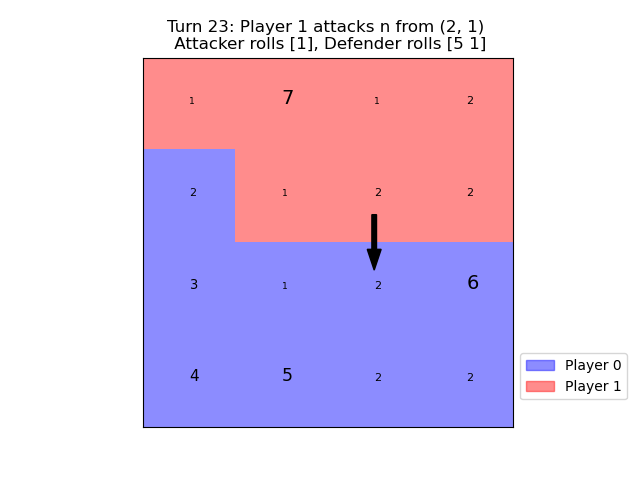 Turn 23: Player 1 attacks n from (2, 1)
Attacker rolls [1], Defender rolls [5 1]
1 7 1 2
2 1 2 2
3 1 2 6
4 5 2 2
Player 0
Player 1